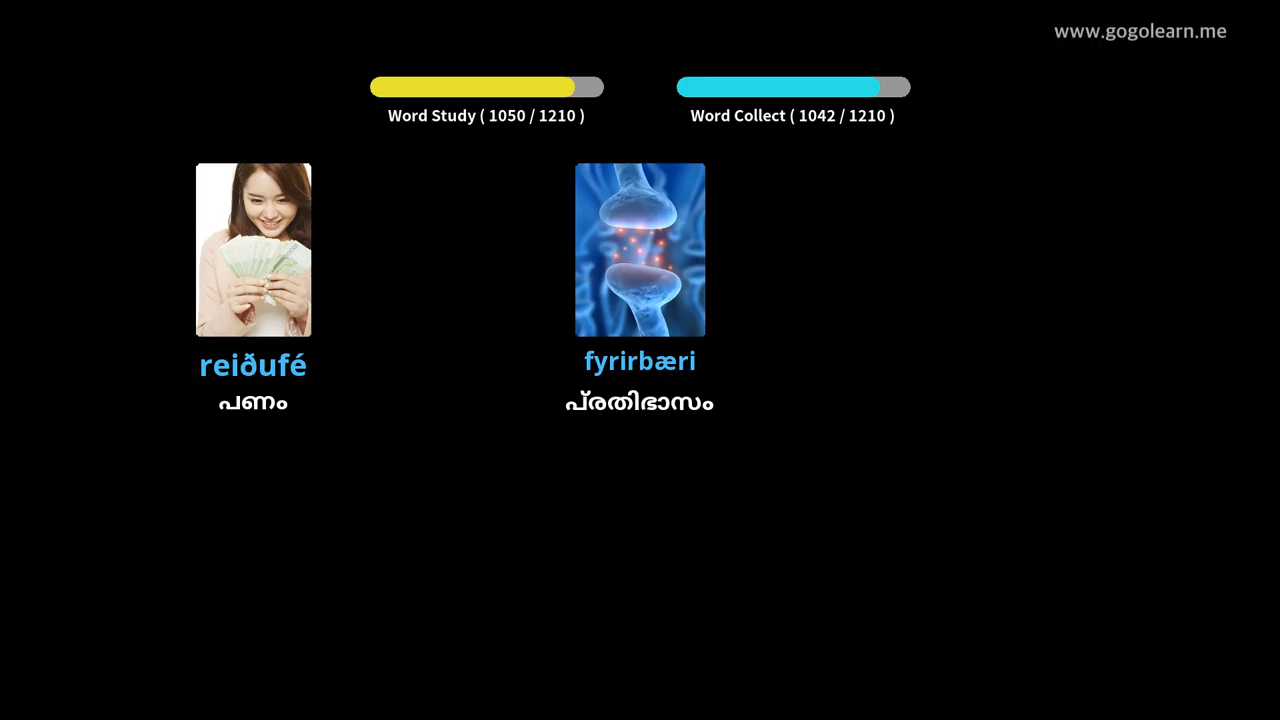 www.gogolearn.me
Word Study ( 1050 / 1210 )
Word Collect ( 1042 / 1210 )
reiðufé
fyrirbæri
പണം
പ്രതിഭാസം